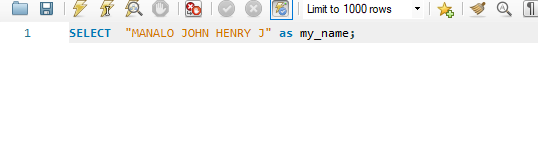 Limit to 1000 rows
1 SELECT "MANALO JOHN HENRY J" as my_name;